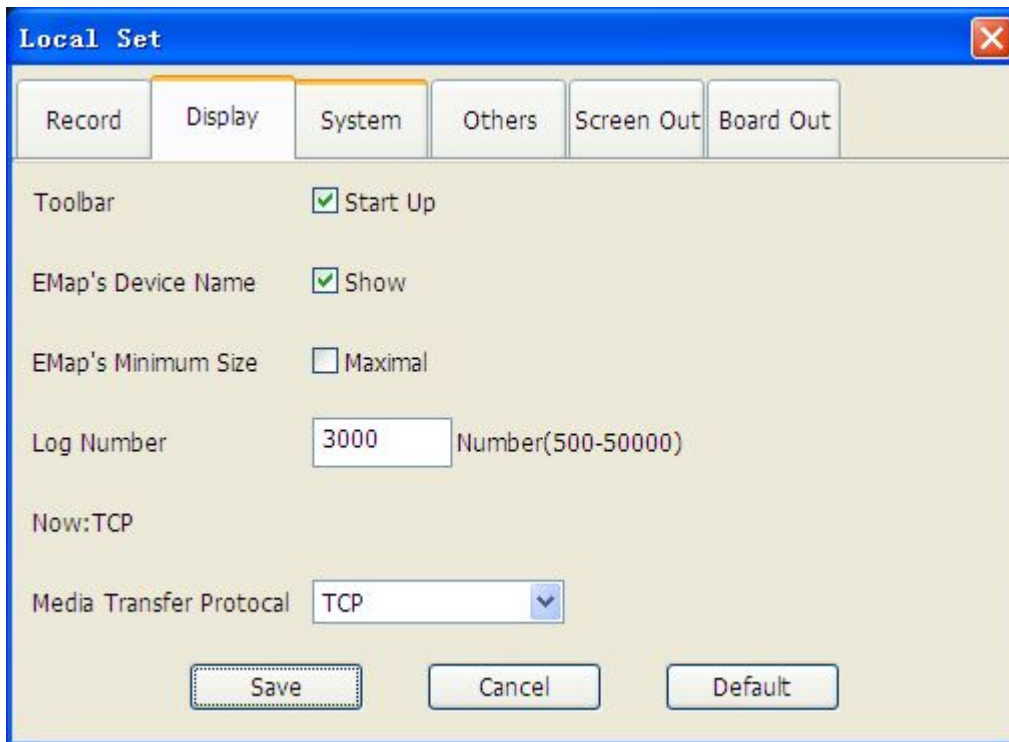 Local Set
Record Display System Others Screen Out Board Out
Toolbar Start Up
EMap's Device Name Show
EMap's Minimum Size Maximal
Log Number 3000 Number(500-50000)
Now:TCP
Media Transfer Protocal TCP
Save Cancel Default